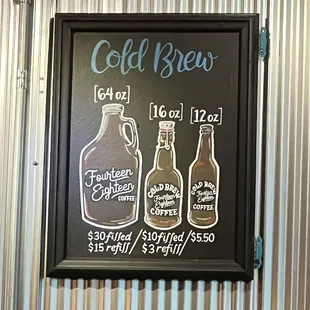 Cold Brew
[64 oz]
[16 oz]
[12 oz]
Fourteen
Eighteen
COFFEE
COLD BREW
Fourteen
Eighteen
COFFEE
COLD BREW
Fourteen
Eighteen
COFFEE
$30 filled / $10 filled / $5.50
$15 refill / $3 refill /